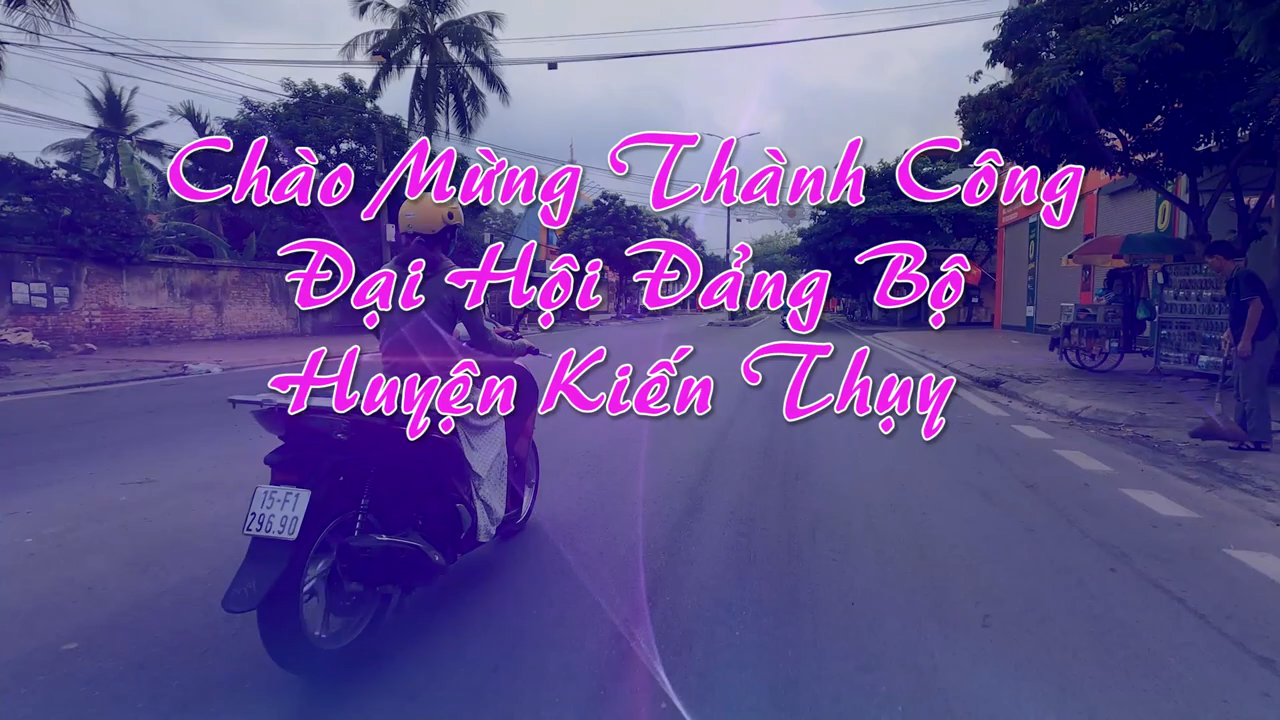 Chào Mừng Thành Công
Đại Hội Đảng Bộ
Huyện Kiến Thụy
15-F1
296.90